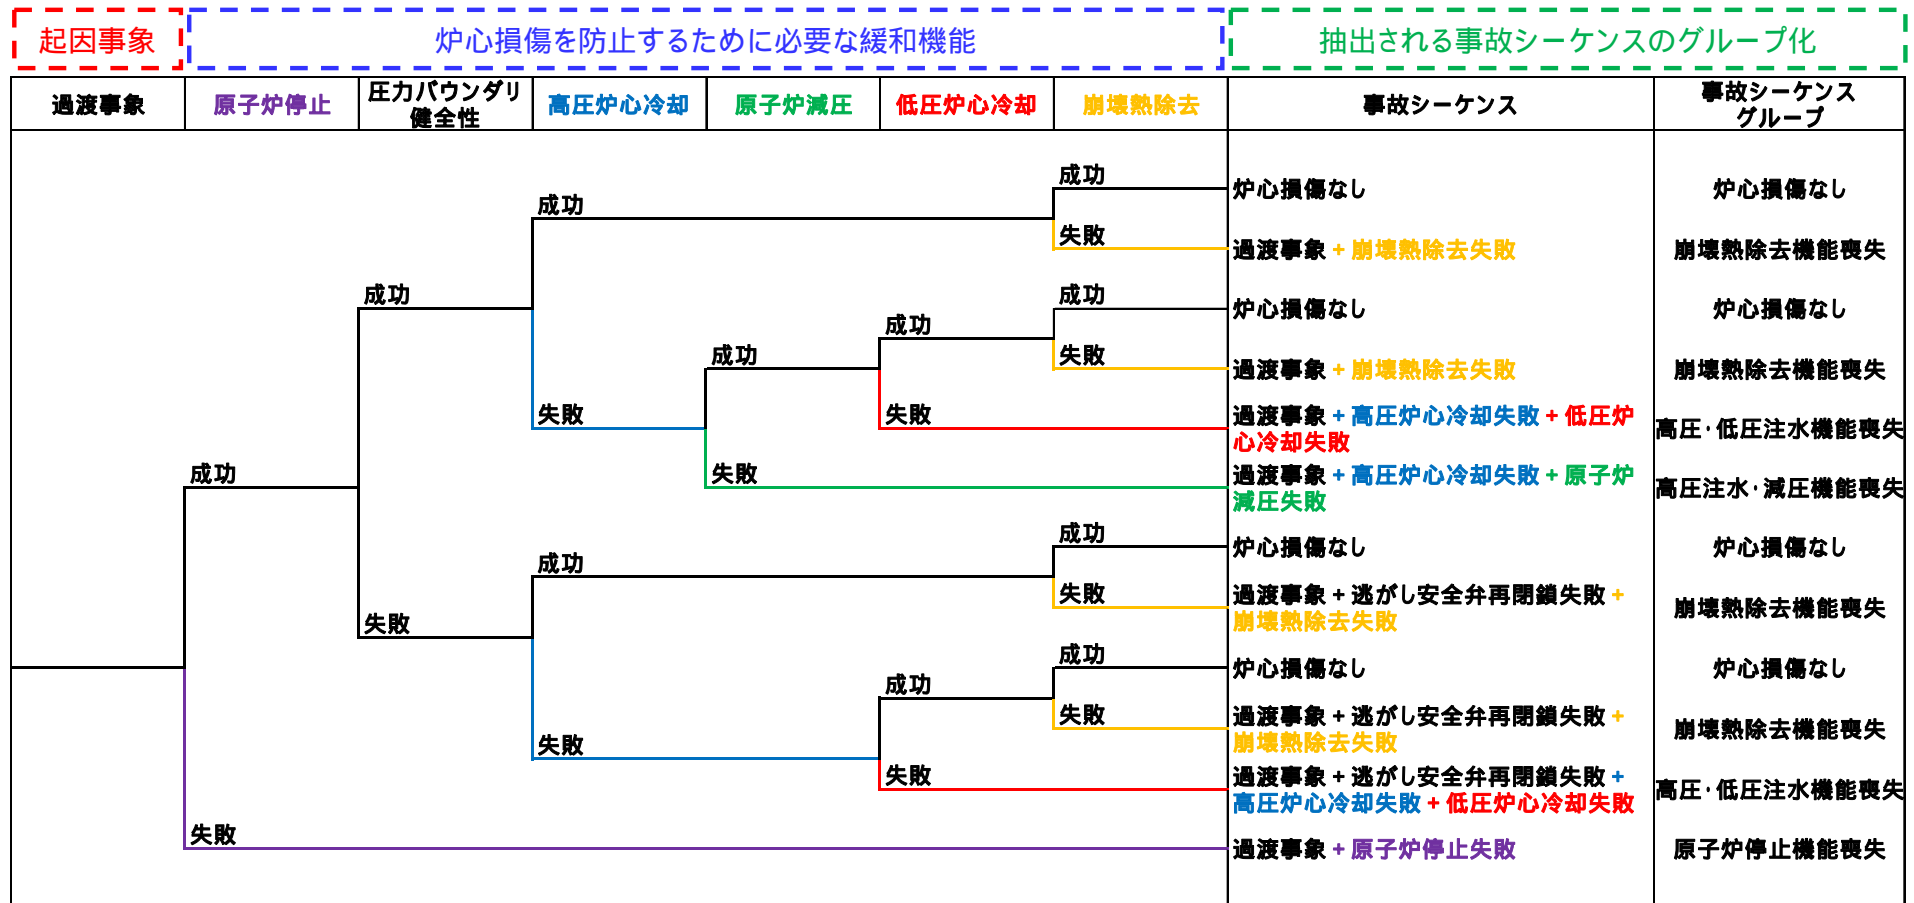 起因事象
炉心損傷を防止するために必要な緩和機能
抽出される事故シーケンスのグループ化
過渡事象
原子炉停止
圧力バウンダリ
健全性
高圧炉心冷却
原子炉減圧
低圧炉心冷却
崩壊熱除去
事故シーケンス
事故シーケンス
グループ
成功
炉心損傷なし
炉心損傷なし
成功
失敗
過渡事象 + 崩壊熱除去失敗
崩壊熱除去機能喪失
成功
成功
炉心損傷なし
炉心損傷なし
成功
成功
失敗
過渡事象 + 崩壊熱除去失敗
崩壊熱除去機能喪失
失敗
失敗
過渡事象 + 高圧炉心冷却失敗 + 低圧炉
心冷却失敗
高圧・低圧注水機能喪失
成功
失敗
過渡事象 + 高圧炉心冷却失敗 + 原子炉
減圧失敗
高圧注水・減圧機能喪失
成功
炉心損傷なし
炉心損傷なし
成功
失敗
過渡事象 + 逃がし安全弁再閉鎖失敗 +
崩壊熱除去失敗
崩壊熱除去機能喪失
失敗
成功
炉心損傷なし
炉心損傷なし
成功
失敗
過渡事象 + 逃がし安全弁再閉鎖失敗 +
崩壊熱除去失敗
崩壊熱除去機能喪失
失敗
失敗
過渡事象 + 逃がし安全弁再閉鎖失敗 +
高圧炉心冷却失敗 + 低圧炉心冷却失敗
高圧・低圧注水機能喪失
失敗
過渡事象 + 原子炉停止失敗
原子炉停止機能喪失